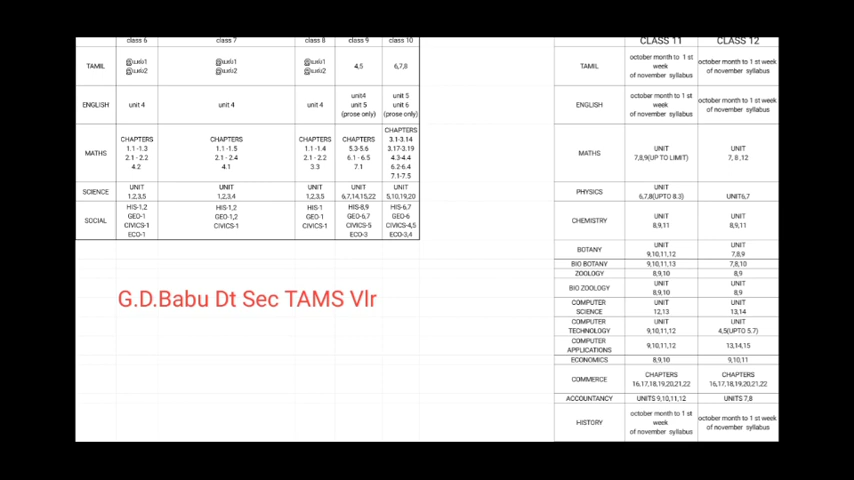 class 6 class 7 class 8 class 9 class 10
TAMIL
இயல்1
இயல்2
இயல்1
இயல்2
இயல்1
இயல்2
4,5
6,7,8
ENGLISH
unit 4
unit 4
unit 4
unit4
unit 5
(prose only)
unit 5
unit 6
(prose only)
MATHS
CHAPTERS
1.1 -1.3
2.1 - 2.2
4.2
CHAPTERS
1.1 -1.5
2.1 - 2.4
4.1
CHAPTERS
1.1 -1.4
2.1 - 2.2
3.3
CHAPTERS
5.3-5.6
6.1 - 6.5
7.1
CHAPTERS
3.1-3.14
3.17-3.19
4.3-4.4
6.2-6.4
7.1-7.5
SCIENCE
UNIT
1,2,3,5
UNIT
1,2,3,4
UNIT
1,2,3,5
UNIT
6,7,14,15,22
UNIT
5,10,19,20
SOCIAL
HIS-1,2
GEO-1
CIVICS-1
ECO-1
HIS-1,2
GEO-1,2
CIVICS-1
HIS-1
GEO-1
CIVICS-1
HIS-8,9
GEO-6,7
CIVICS-5
ECO-3
HIS-6,7
GEO-6
CIVICS-4,5
ECO-3,4
G.D.Babu Dt Sec TAMS Vlr
CLASS 11 CLASS 12
TAMIL
october month to 1 st
week
of november syllabus
october month to 1 st week
of november syllabus
ENGLISH
october month to 1 st
week
of november syllabus
october month to 1 st week
of november syllabus
MATHS
UNIT
7,8,9(UP TO LIMIT)
UNIT
7, 8 ,12
PHYSICS
UNIT
6,7,8(UPTO 8.3)
UNIT6,7
CHEMISTRY
UNIT
8,9,11
UNIT
8,9,11
BOTANY
UNIT
9,10,11,12
UNIT
7,8,9
BIO BOTANY 9,10,11,13 7,8,10
ZOOLOGY 8,9,10 8,9
BIO ZOOLOGY
UNIT
8,9,10
UNIT
8,9
COMPUTER
SCIENCE
UNIT
12,13
UNIT
13,14
COMPUTER
TECHNOLOGY
UNIT
9,10,11,12
UNIT
4,5(UPTO 5.7)
COMPUTER
APPLICATIONS
9,10,11,12
13,14,15
ECONOMICS 8,9,10 9,10,11
COMMERCE
CHAPTERS
16,17,18,19,20,21,22
CHAPTERS
16,17,18,19,20,21,22
ACCOUNTANCY UNITS 9,10,11,12 UNITS 7,8
HISTORY
october month to 1 st
week
of november syllabus
october month to 1 st week
of november syllabus